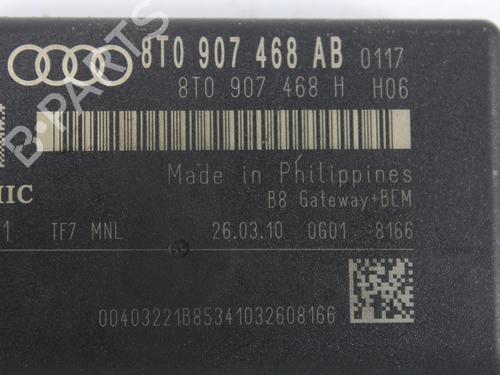 8T0 907 468 AB 0117
8T0 907 468 H H06
Made in Philippines
B8 Gateway+BEM
1 TF7 MNL 26.03.10 0G01 8166
00403221B85341032608166
B-PARTS